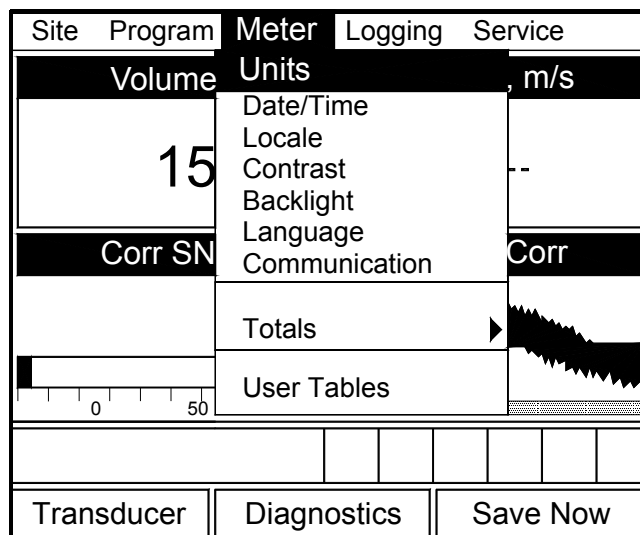 Site Program Meter Logging Service
Volume , m/s
Units
Date/Time
Locale
15 Contrast --
Backlight
Language
Corr SN Corr
Communication
Totals
User Tables
0 50
Transducer Diagnostics Save Now